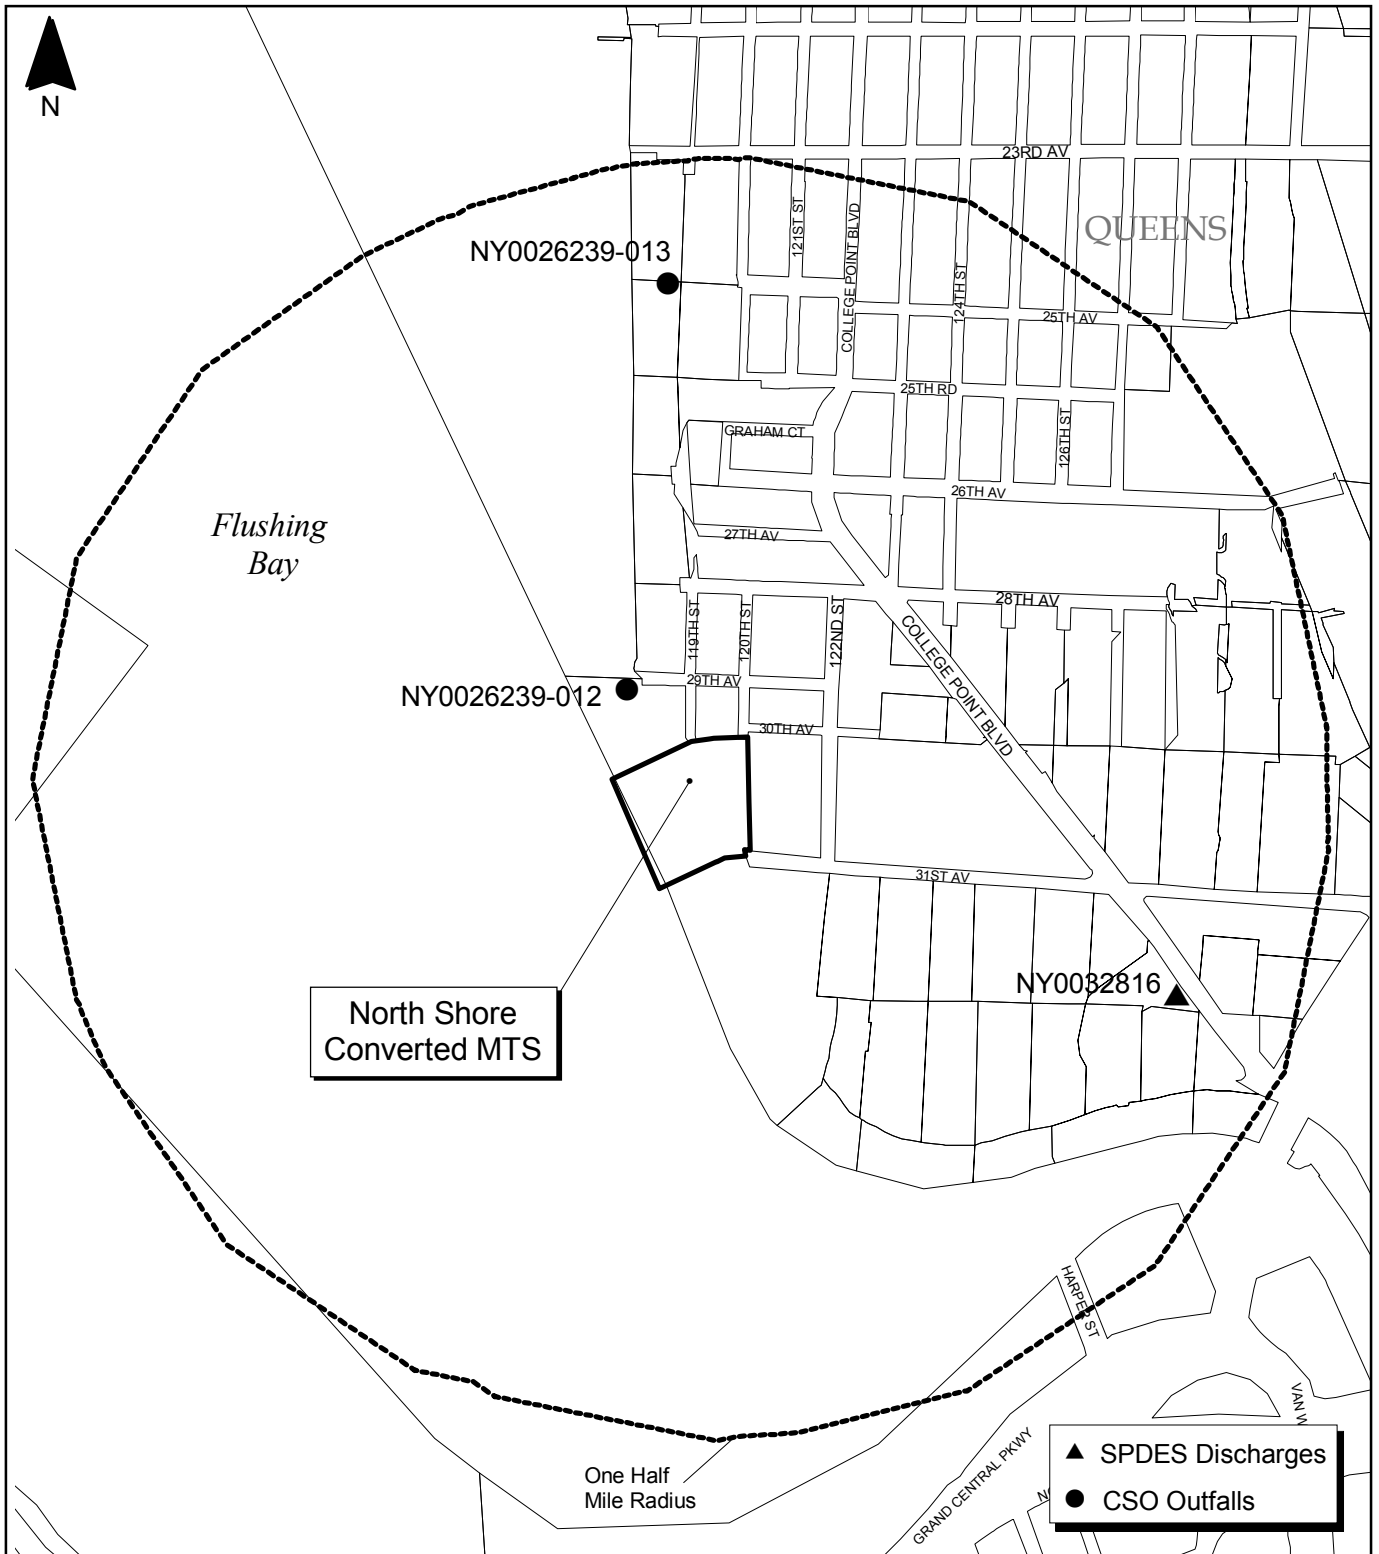 N
23RD AV
QUEENS
121ST ST
COLLEGE POINT BLVD
NY0026239-013
124TH ST
25TH AV
25TH RD
GRAHAM CT
126TH ST
26TH AV
Flushing
Bay
27TH AV
28TH AV
119TH ST
120TH ST
122ND ST
COLLEGE POINT BLVD
29TH AV
NY0026239-012
30TH AV
31ST AV
NY0032816
North Shore
Converted MTS
HARPER ST
VAN W
GRAND CENTRAL PKWY
One Half
Mile Radius
SPDES Discharges
CSO Outfalls